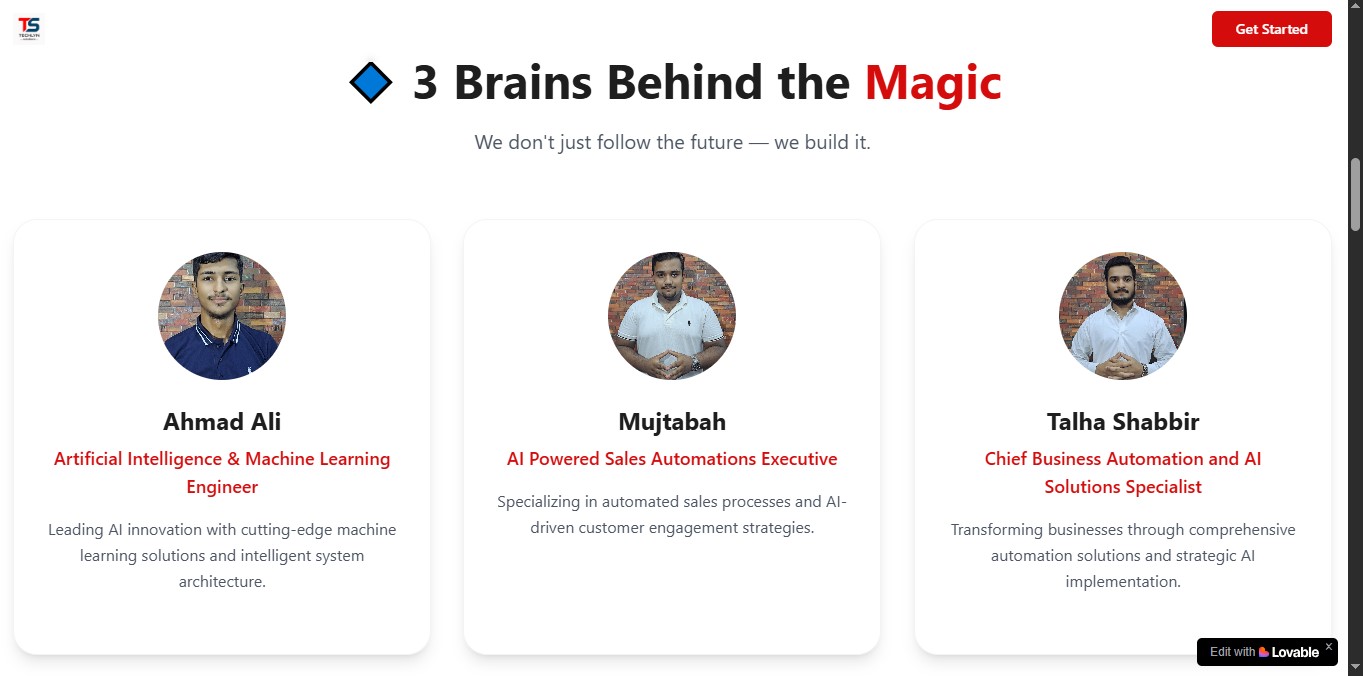 TS
TECHLYN
Get Started
3 Brains Behind the Magic
We don't just follow the future — we build it.
Ahmad Ali
Artificial Intelligence & Machine Learning
Engineer
Leading AI innovation with cutting-edge machine
learning solutions and intelligent system
architecture.
Mujtabah
AI Powered Sales Automations Executive
Specializing in automated sales processes and AI-
driven customer engagement strategies.
Talha Shabbir
Chief Business Automation and AI
Solutions Specialist
Transforming businesses through comprehensive
automation solutions and strategic AI
implementation.
Edit with Lovable